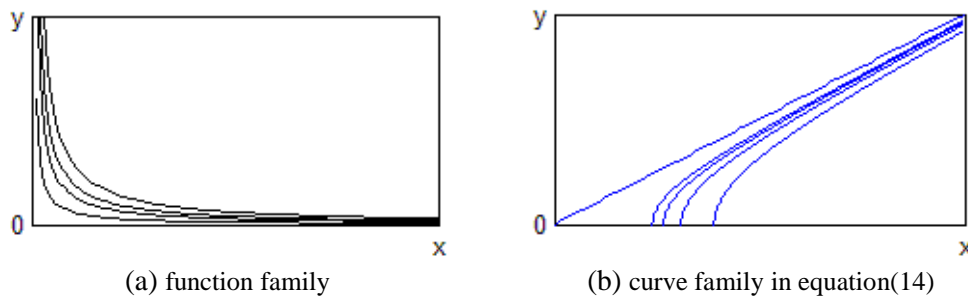 y
0
x
(a) function family
y
0
x
(b) curve family in equation(14)